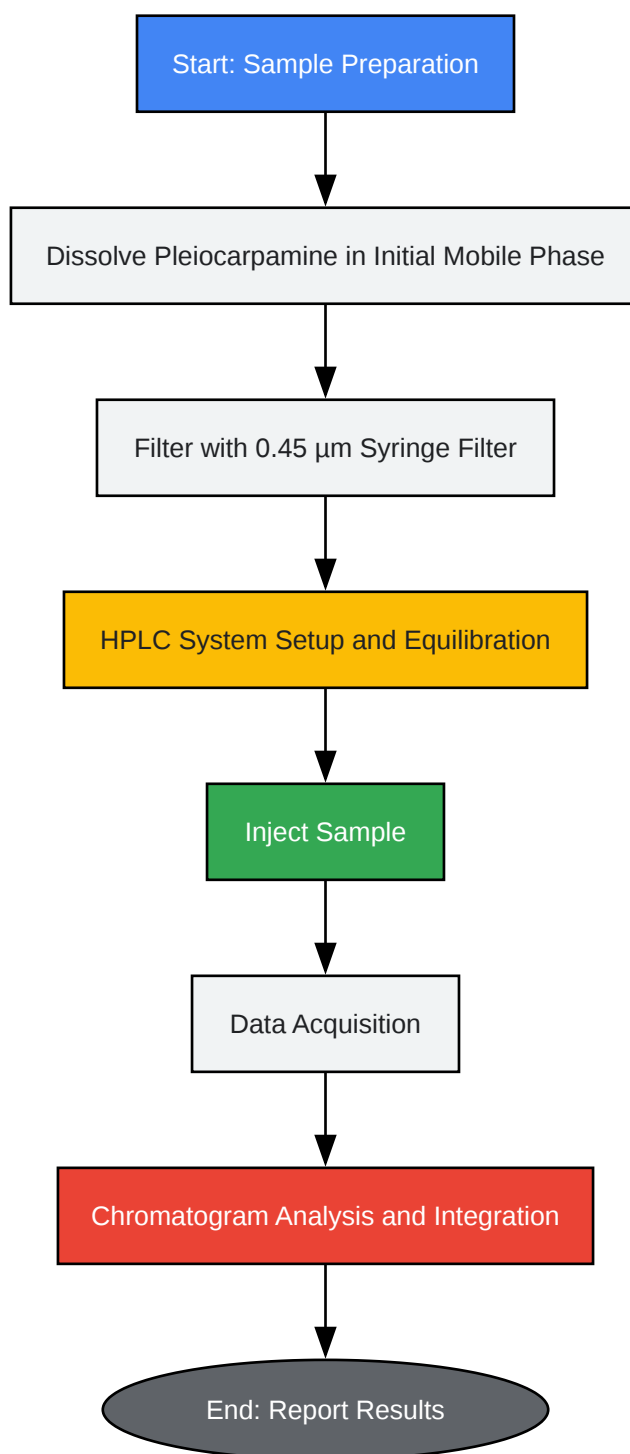 Start: Sample Preparation
Dissolve Pleiocarpamine in Initial Mobile Phase
Filter with 0.45 µm Syringe Filter
HPLC System Setup and Equilibration
Inject Sample
Data Acquisition
Chromatogram Analysis and Integration
End: Report Results